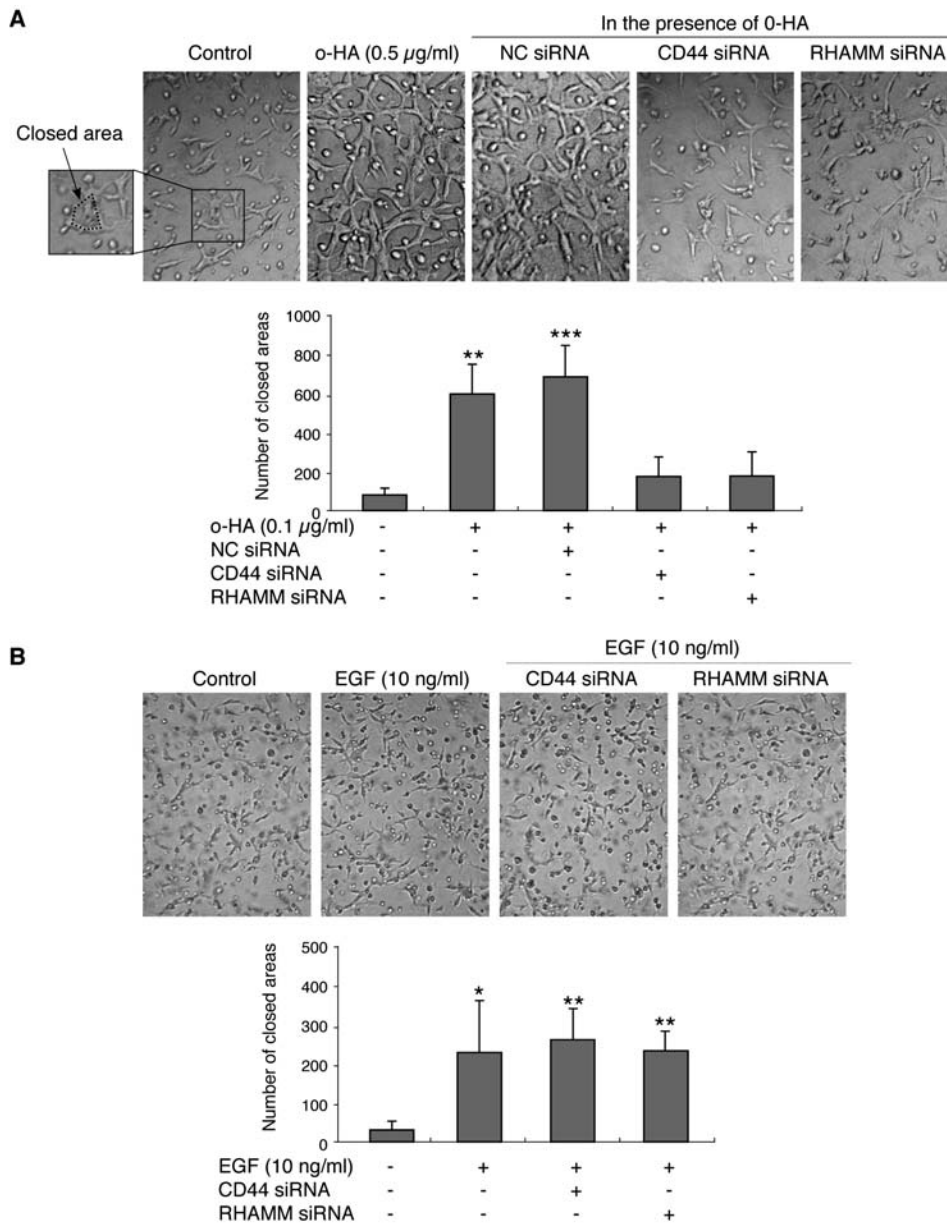 A
In the presence of 0-HA
Control o-HA (0.5 µg/ml) NC siRNA CD44 siRNA RHAMM siRNA
Closed area
Number of closed areas
1000
800
600
400
200
0
** ***
o-HA (0.1 µg/ml) - + + + +
NC siRNA - - + - -
CD44 siRNA - - - + -
RHAMM siRNA - - - - +
B
EGF (10 ng/ml)
Control EGF (10 ng/ml) CD44 siRNA RHAMM siRNA
Number of closed areas
500
400
300
200
100
0
* ** **
EGF (10 ng/ml) - + + +
CD44 siRNA - - + -
RHAMM siRNA - - - +